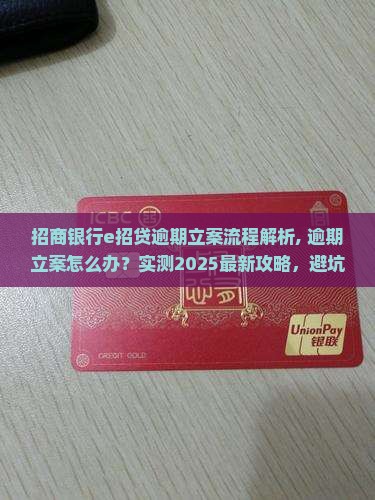 ICBC
招商银行e招贷逾期立案流程解析, 逾期
立案怎么办？实测2025最新攻略，避坑
UnionPay
银联
CREDIT GOLD